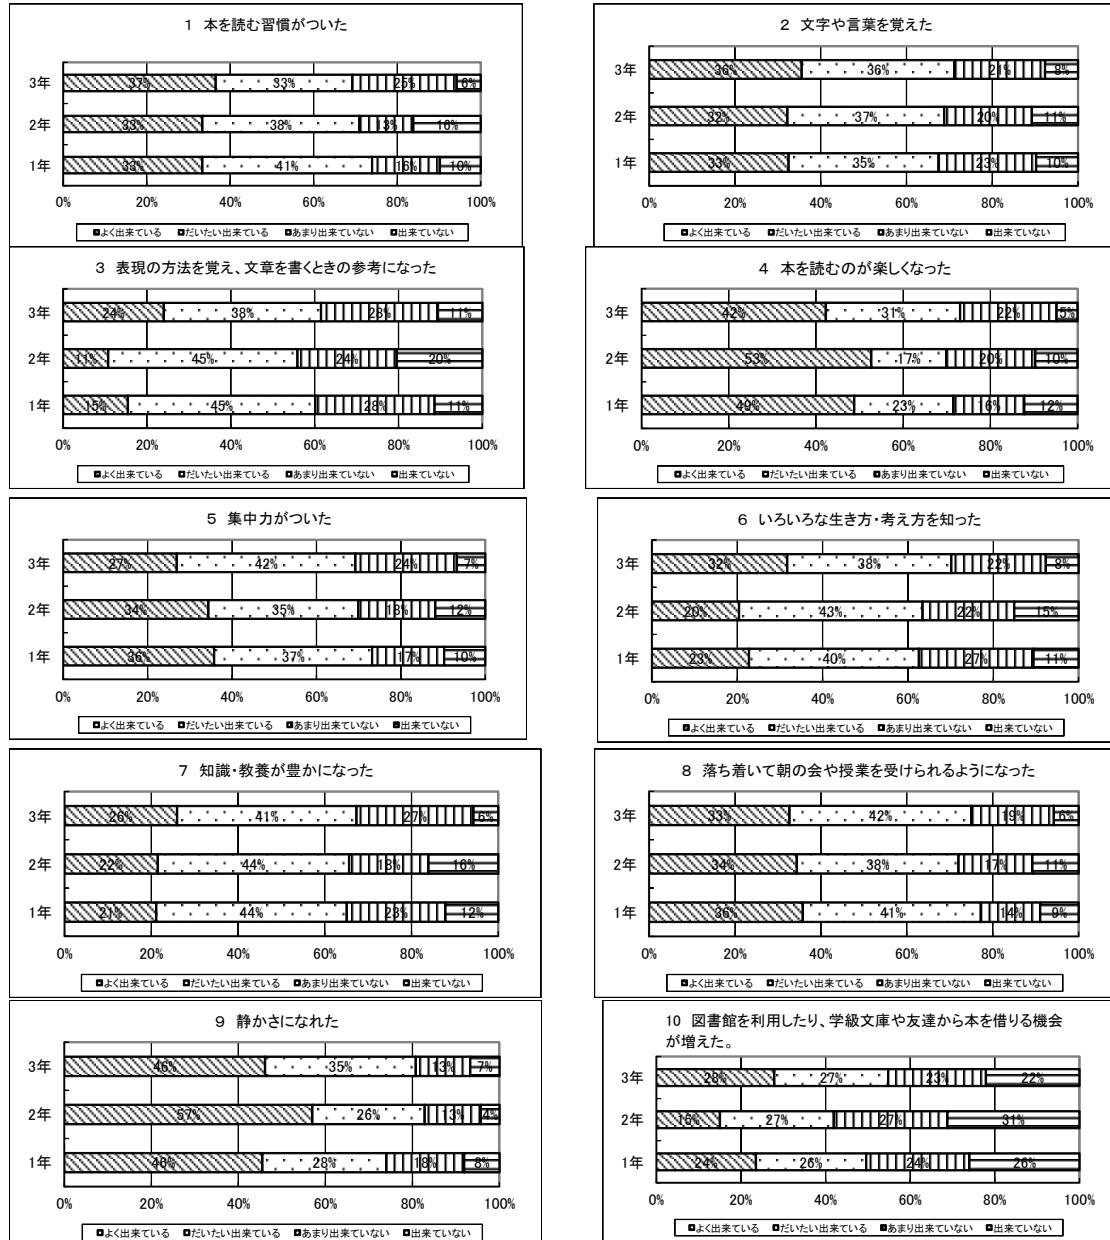 1 本を読む習慣がついた
3年 37% 33% 25% 6%
2年 33% 38% 13% 16%
1年 33% 41% 16% 10%
0% 20% 40% 60% 80% 100%
よく出来ている だいたい出来ている あまり出来ていない 出来ていない
2 文字や言葉を覚えた
3年 36% 36% 21% 8%
2年 32% 37% 20% 11%
1年 33% 35% 23% 10%
0% 20% 40% 60% 80% 100%
よく出来ている だいたい出来ている あまり出来ていない 出来ていない
3 表現の方法を覚え、文章を書くときの参考になった
3年 24% 38% 28% 11%
2年 11% 45% 24% 20%
1年 15% 45% 28% 11%
0% 20% 40% 60% 80% 100%
よく出来ている だいたい出来ている あまり出来ていない 出来ていない
4 本を読むのが楽しくなった
3年 42% 31% 22% 5%
2年 53% 17% 20% 10%
1年 49% 23% 16% 12%
0% 20% 40% 60% 80% 100%
よく出来ている だいたい出来ている あまり出来ていない 出来ていない
5 集中力がついた
3年 27% 42% 24% 7%
2年 34% 35% 18% 12%
1年 36% 37% 17% 10%
0% 20% 40% 60% 80% 100%
よく出来ている だいたい出来ている あまり出来ていない 出来ていない
6 いろいろな生き方・考え方を知った
3年 32% 38% 22% 8%
2年 20% 43% 22% 15%
1年 23% 40% 27% 11%
0% 20% 40% 60% 80% 100%
よく出来ている だいたい出来ている あまり出来ていない 出来ていない
7 知識・教養が豊かになった
3年 26% 41% 27% 6%
2年 22% 44% 18% 16%
1年 21% 44% 23% 12%
0% 20% 40% 60% 80% 100%
よく出来ている だいたい出来ている あまり出来ていない 出来ていない
8 落ち着いて朝の会や授業を受けられるようになった
3年 33% 42% 19% 6%
2年 34% 38% 17% 11%
1年 36% 41% 14% 9%
0% 20% 40% 60% 80% 100%
よく出来ている だいたい出来ている あまり出来ていない 出来ていない
9 静かさになれた
3年 46% 35% 13% 7%
2年 57% 26% 13% 4%
1年 46% 28% 18% 8%
0% 20% 40% 60% 80% 100%
よく出来ている だいたい出来ている あまり出来ていない 出来ていない
10 図書館を利用したり、学級文庫や友達から本を借りる機会
が増えた。
3年 28% 27% 23% 22%
2年 15% 27% 27% 31%
1年 24% 26% 24% 26%
0% 20% 40% 60% 80% 100%
よく出来ている だいたい出来ている あまり出来ていない 出来ていない